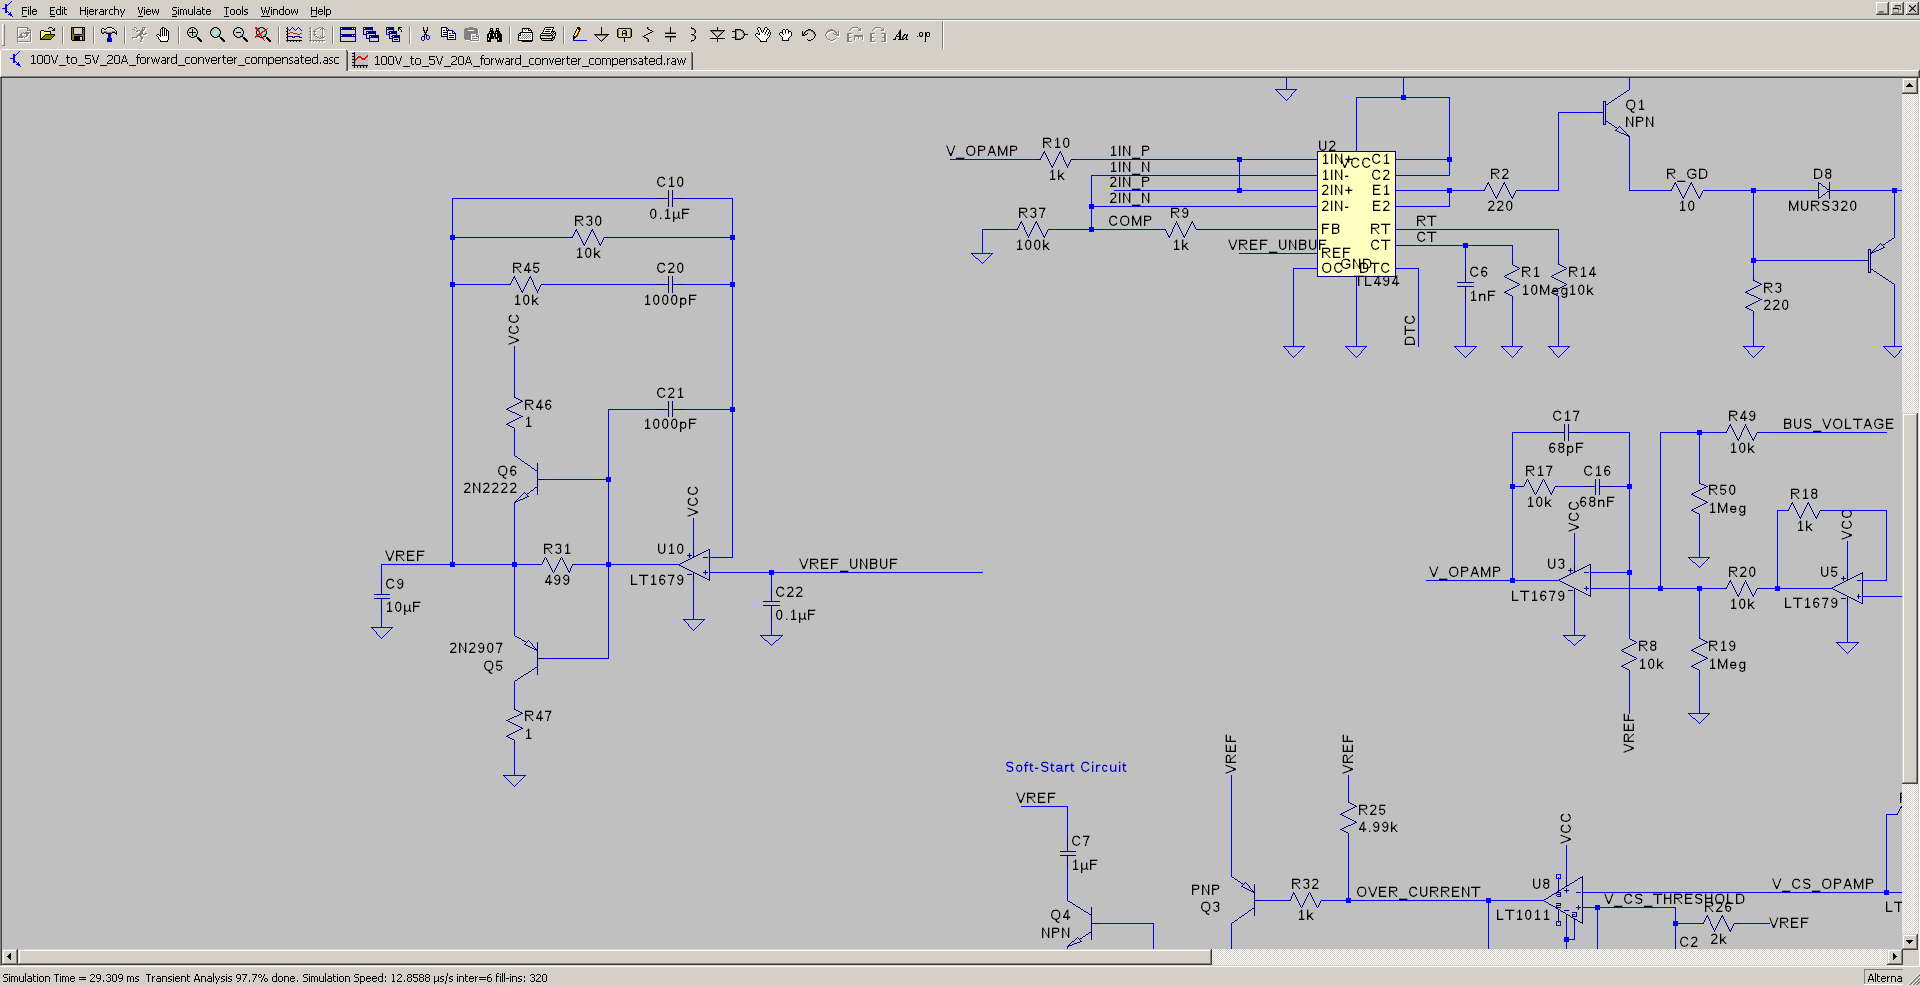 File Edit Hierarchy View Simulate Tools Window Help
Aa .op
100V_to_5V_20A_forward_converter_compensated.asc
100V_to_5V_20A_forward_converter_compensated.raw
C10
0.1µF
R30
10k
R45
10k
C20
1000pF
VCC
R46
1
C21
1000pF
Q6
2N2222
VREF
C9
10µF
R31
499
U10
LT1679
VCC
VREF_UNBUF
C22
0.1µF
2N2907
Q5
R47
1
V_OPAMP
R10
1k
1IN_P
1IN_N
2IN_P
2IN_N
R37
100k
COMP
R9
1k
VREF_UNBUF
U2
1IN+
1IN-
2IN+
2IN-
FB
REF
OC
VCC
GND
C1
C2
E1
E2
RT
CT
DTC
TL494
RT
CT
DTC
C6
1nF
R1
10Meg
R14
10k
R2
220
Q1
NPN
R_GD
10
D8
MURS320
R3
220
C17
68pF
R17
10k
C16
68nF
VCC
U3
LT1679
V_OPAMP
R8
10k
VREF
R49
10k
BUS_VOLTAGE
R50
1Meg
R18
1k
VCC
R20
10k
U5
LT1679
R19
1Meg
Soft-Start Circuit
VREF
C7
1µF
Q4
NPN
VREF
PNP
Q3
R32
1k
VREF
R25
4.99k
OVER_CURRENT
VCC
U8
LT1011
V_CS_OPAMP
V_CS_THRESHOLD
R26
2k
VREF
C2
LT
Simulation Time = 29.309 ms Transient Analysis 97.7% done. Simulation Speed: 12.8588 µs/s inter=6 fill-ins: 320
Alterna